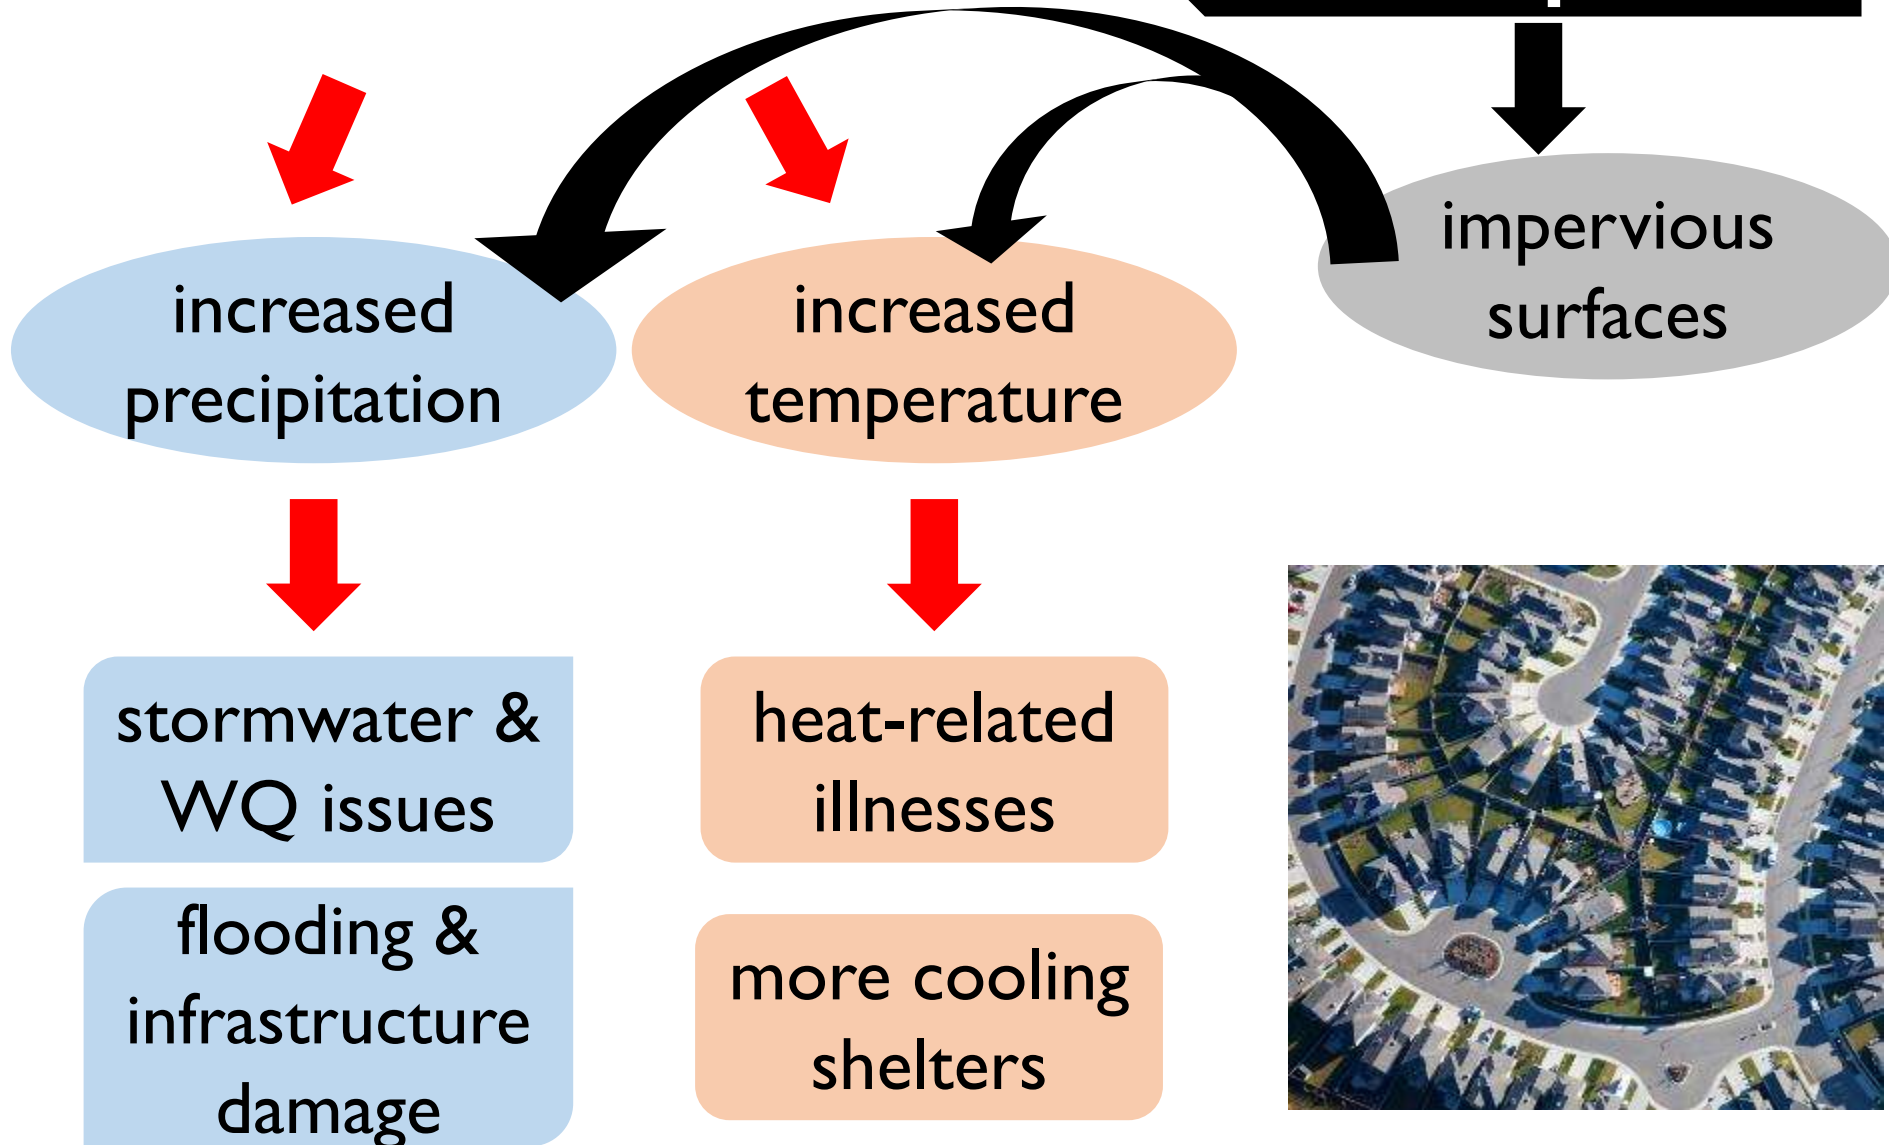 increased
precipitation
increased
temperature
impervious
surfaces
stormwater &
WQ issues
heat-related
illnesses
flooding &
infrastructure
damage
more cooling
shelters